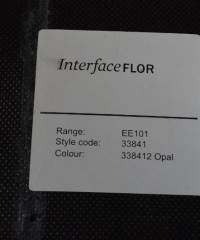 InterfaceFLOR
Range: EE101
Style code: 33841
Colour: 338412 Opal